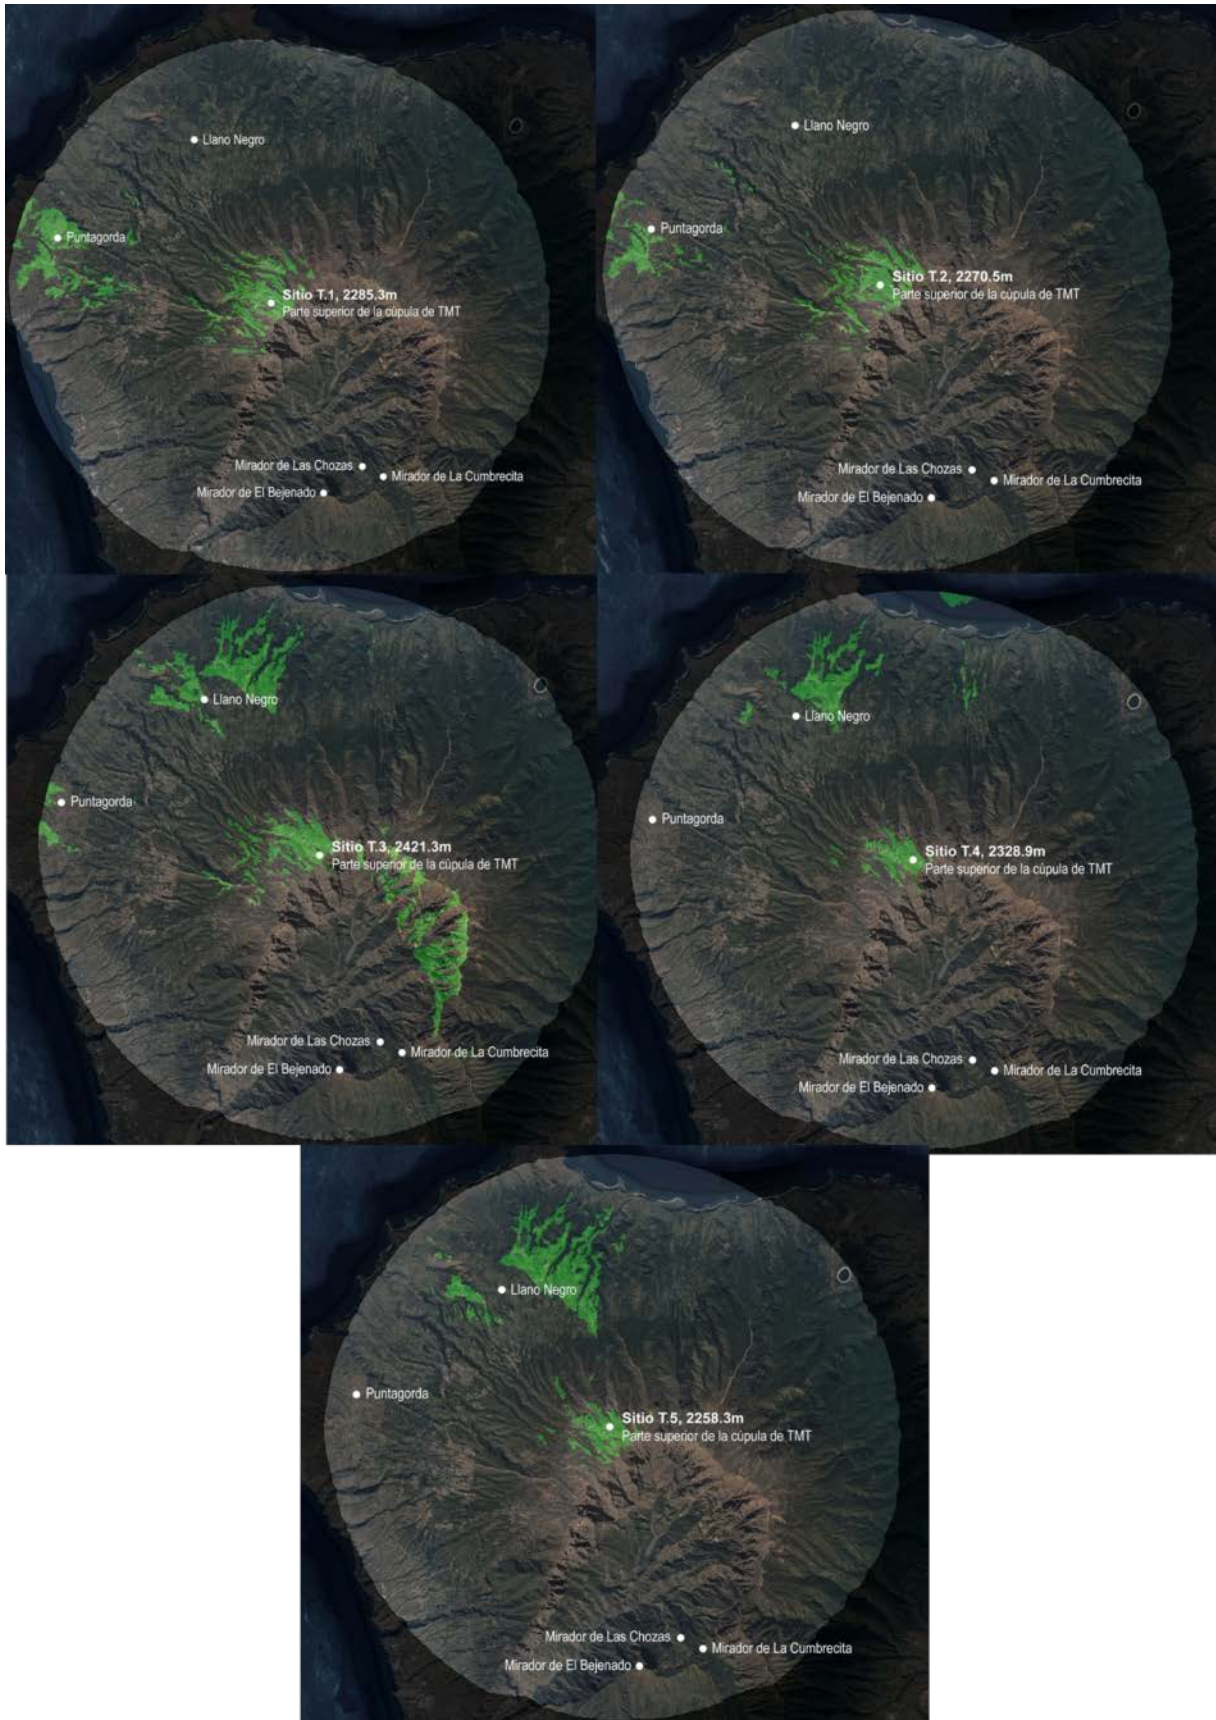 Llano Negro
Puntagorda
Sitio T.1, 2285.3m
Parte superior de la cúpula de TMT
Mirador de Las Chozas
Mirador de La Cumbrecita
Mirador de El Bejenado
Llano Negro
Puntagorda
Sitio T.2, 2270.5m
Parte superior de la cúpula de TMT
Mirador de Las Chozas
Mirador de La Cumbrecita
Mirador de El Bejenado
Llano Negro
Puntagorda
Sitio T.3, 2421.3m
Parte superior de la cúpula de TMT
Mirador de Las Chozas
Mirador de La Cumbrecita
Mirador de El Bejenado
Llano Negro
Puntagorda
Sitio T.4, 2328.9m
Parte superior de la cúpula de TMT
Mirador de Las Chozas
Mirador de La Cumbrecita
Mirador de El Bejenado
Llano Negro
Puntagorda
Sitio T.5, 2258.3m
Parte superior de la cúpula de TMT
Mirador de Las Chozas
Mirador de La Cumbrecita
Mirador de El Bejenado